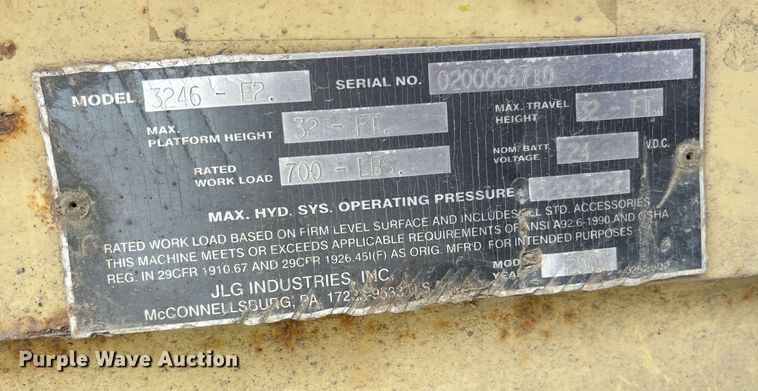 MODEL 3246 - E2. SERIAL NO. 0200066710
MAX. PLATFORM HEIGHT 32 - FT. MAX. TRAVEL HEIGHT 32 - FT.
RATED WORK LOAD 700 - LBS. NOM. BATT. VOLTAGE 24 V.D.C.
MAX. HYD. SYS. OPERATING PRESSURE
RATED WORK LOAD BASED ON FIRM LEVEL SURFACE AND INCLUDES ALL STD. ACCESSORIES
THIS MACHINE MEETS OR EXCEEDS APPLICABLE REQUIREMENTS OF ANSI A92.6-1990 AND OSHA
REG. IN 29CFR 1910.67 AND 29CFR 1926.451(F) AS ORIG. MFR'D. FOR INTENDED PURPOSES
JLG INDUSTRIES, INC.
McCONNELLSBURG, PA.
Purple Wave Auction